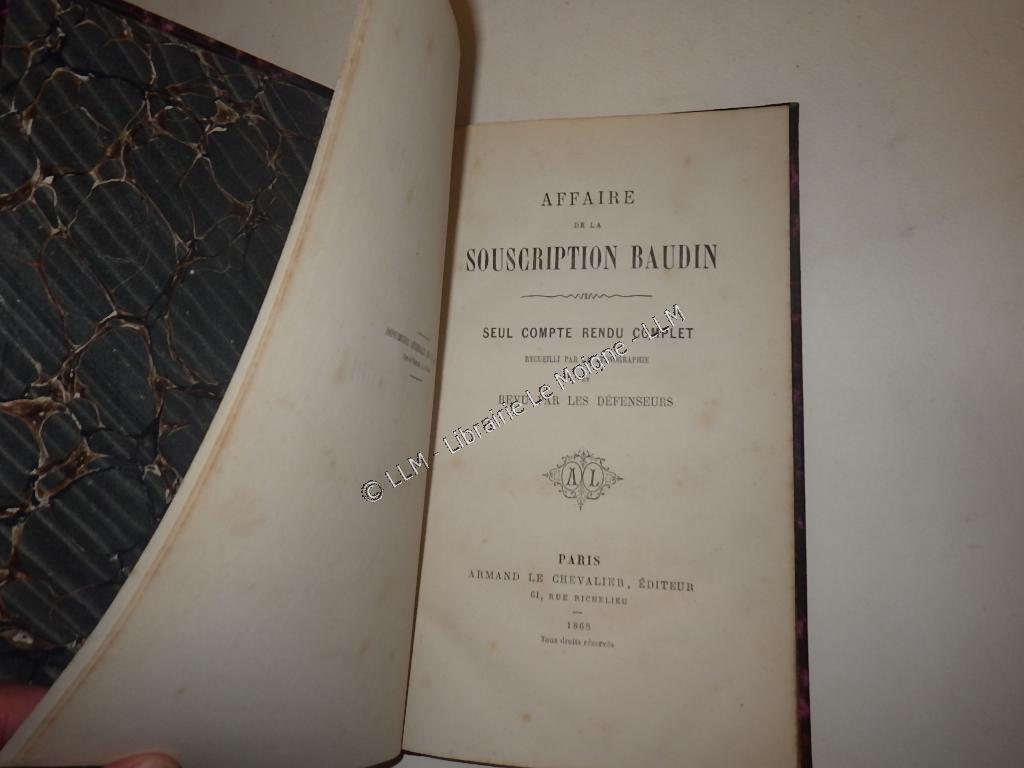 AFFAIRE
DE LA
SOUSCRIPTION BAUDIN
SEUL COMPTE RENDU COMPLET
RECUEILLI PAR
REVU PAR LES DÉFENSEURS
A L
PARIS
ARMAND LE CHEVALIER, ÉDITEUR
61, RUE RICHELIEU
1868
Tous droits réservés
© LLM - Librairie Le Moigne - LLM